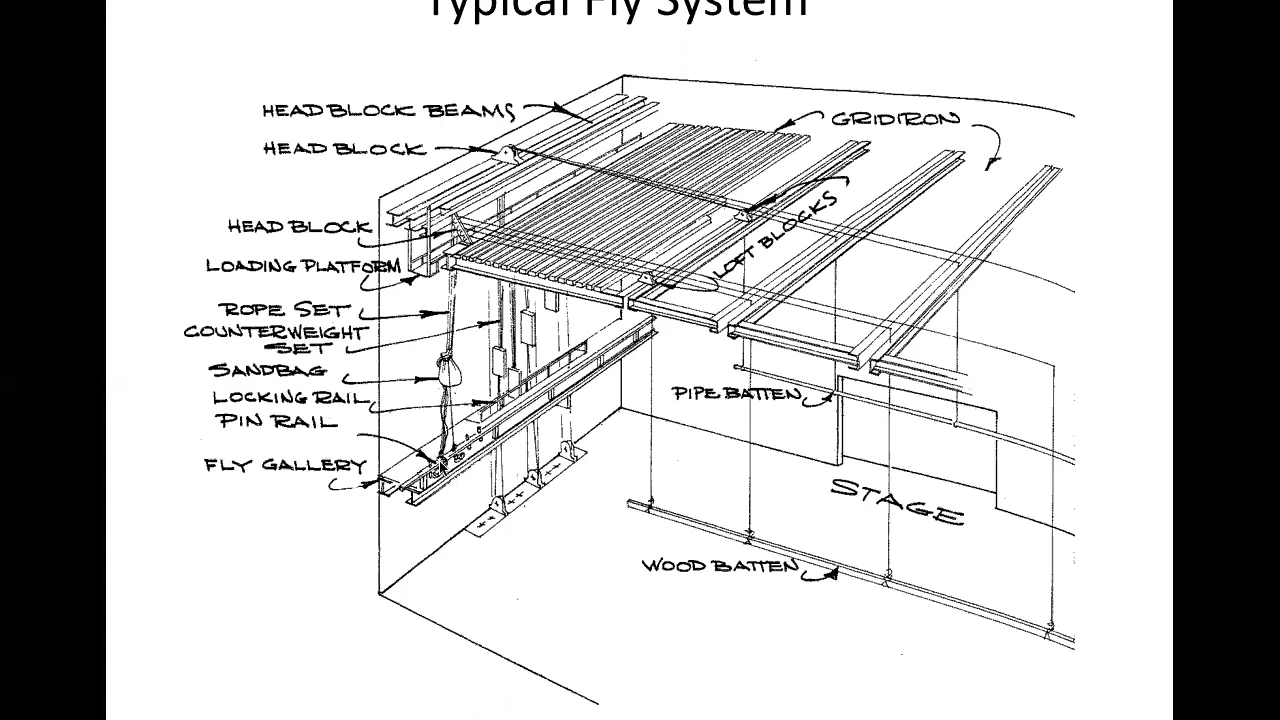 Typical Fly System
HEAD BLOCK BEAMS
GRIDIRON
HEAD BLOCK
LOFT BLOCKS
HEAD BLOCK
LOADING PLATFORM
ROPE SET
COUNTERWEIGHT
SET
SANDBAG
PIPE BATTEN
LOCKING RAIL
PIN RAIL
FLY GALLERY
STAGE
WOOD BATTEN